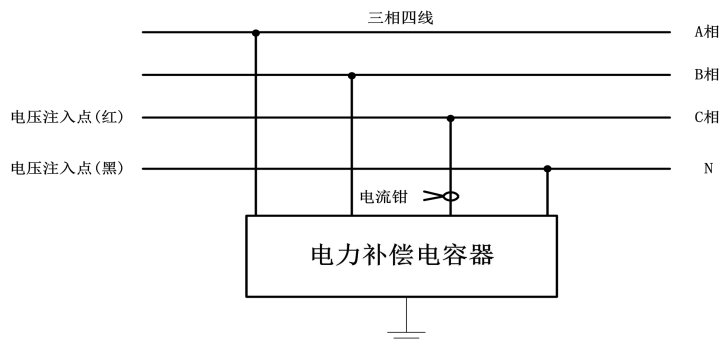 三相四线
A相
B相
电压注入点(红)
C相
电压注入点(黑)
N
电流钳
电力补偿电容器